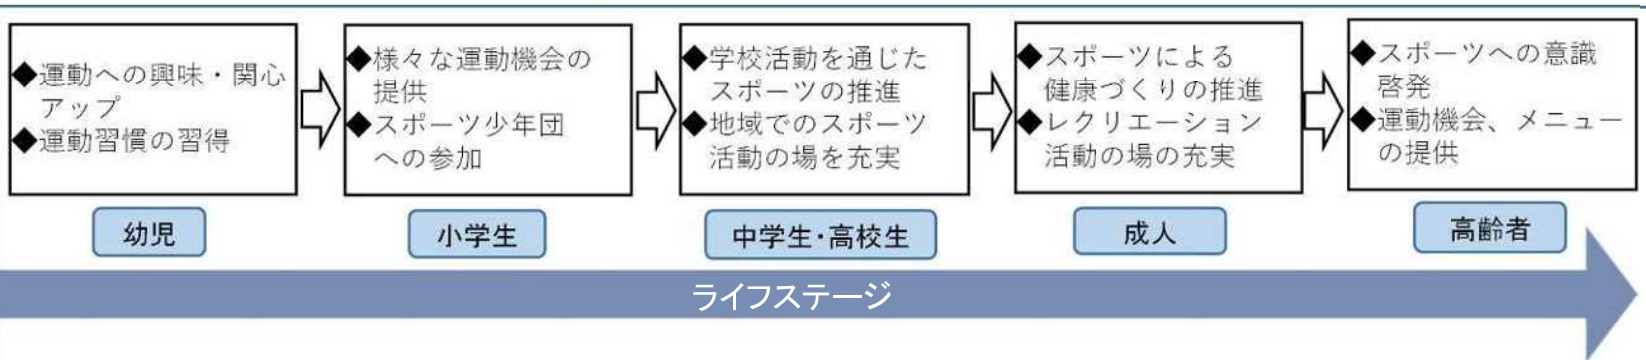 ◆運動への興味・関心
アップ
◆運動習慣の習得
◆様々な運動機会の
提供
◆スポーツ少年団
への参加
◆学校活動を通じた
スポーツの推進
◆地域でのスポーツ
活動の場を充実
◆スポーツによる
健康づくりの推進
◆レクリエーション
活動の場の充実
◆スポーツへの意識
啓発
◆運動機会、メニュー
の提供
幼児
小学生
中学生･高校生
成人
高齢者
ライフステージ